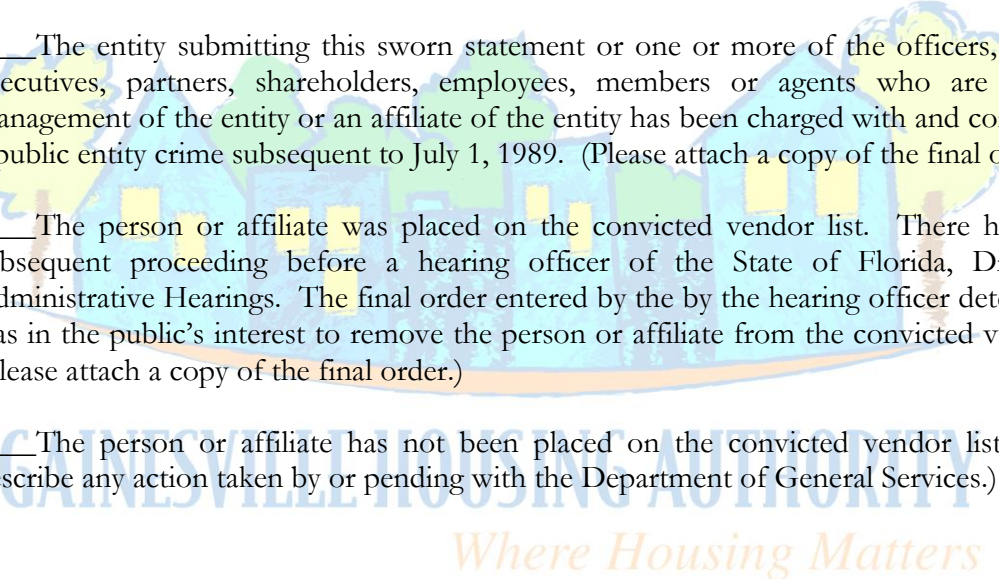 ___The entity submitting this sworn statement or one or more of the officers,
ecutives, partners, shareholders, employees, members or agents who are
anagement of the entity or an affiliate of the entity has been charged with and co
public entity crime subsequent to July 1, 1989. (Please attach a copy of the final o
___The person or affiliate was placed on the convicted vendor list. There h
bsequent proceeding before a hearing officer of the State of Florida, Di
dministrative Hearings. The final order entered by the by the hearing officer dete
as in the public’s interest to remove the person or affiliate from the convicted v
lease attach a copy of the final order.)
___The person or affiliate has not been placed on the convicted vendor list
escribe any action taken by or pending with the Department of General Services.)
GAINESVILLE HOUSING AUTHORITY
Where Housing Matters